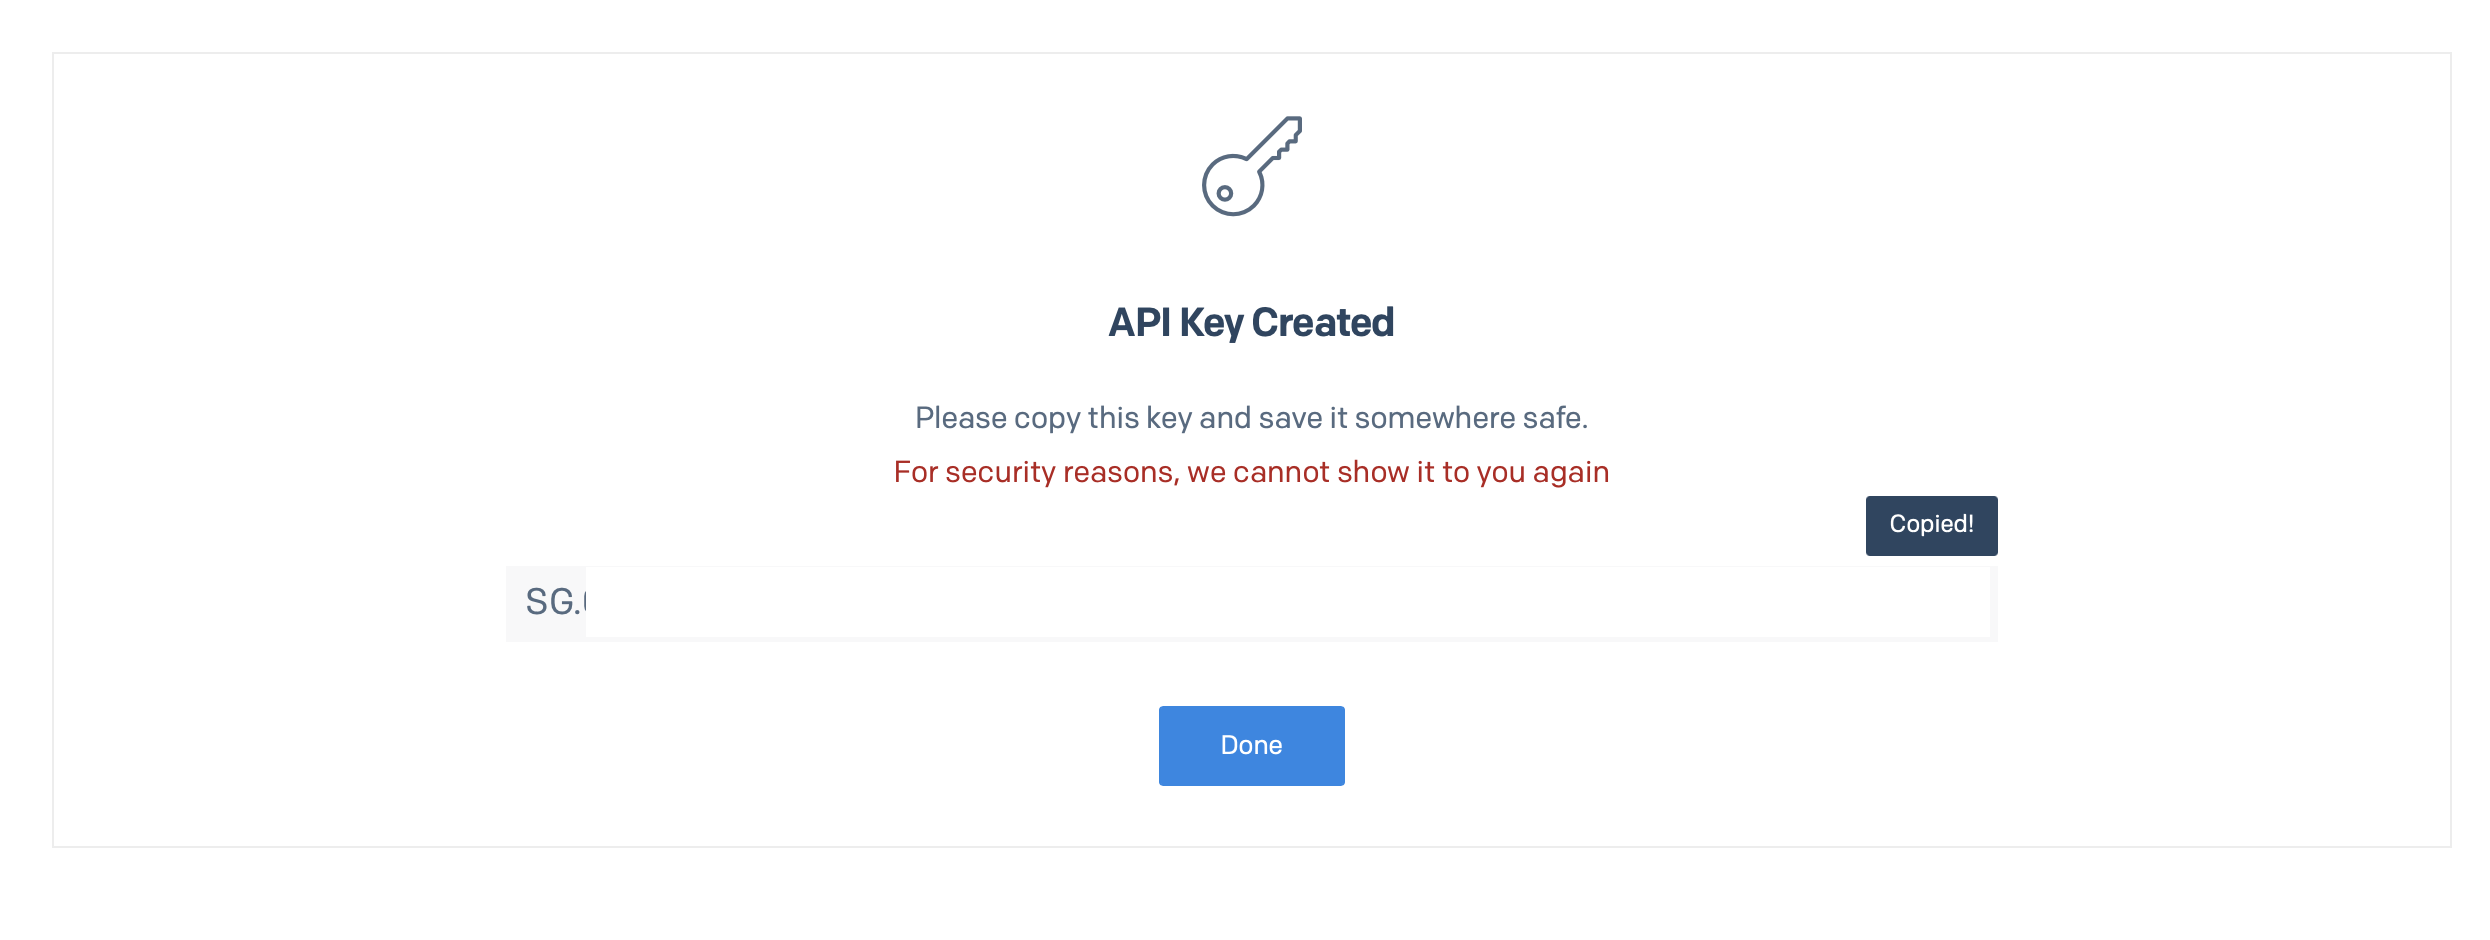 API Key Created
Please copy this key and save it somewhere safe.
For security reasons, we cannot show it to you again
Copied!
SG.
Done